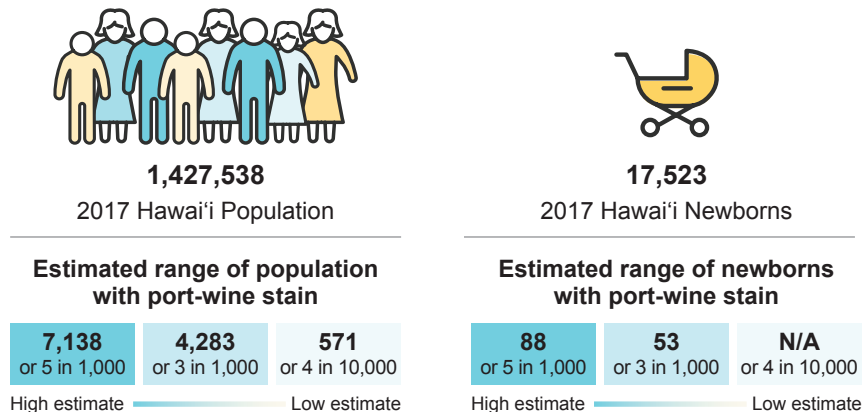 1,427,538
2017 Hawaiʻi Population
Estimated range of population
with port-wine stain
7,138
or 5 in 1,000
4,283
or 3 in 1,000
571
or 4 in 10,000
High estimate
Low estimate
17,523
2017 Hawaiʻi Newborns
Estimated range of newborns
with port-wine stain
88
or 5 in 1,000
53
or 3 in 1,000
N/A
or 4 in 10,000
High estimate
Low estimate